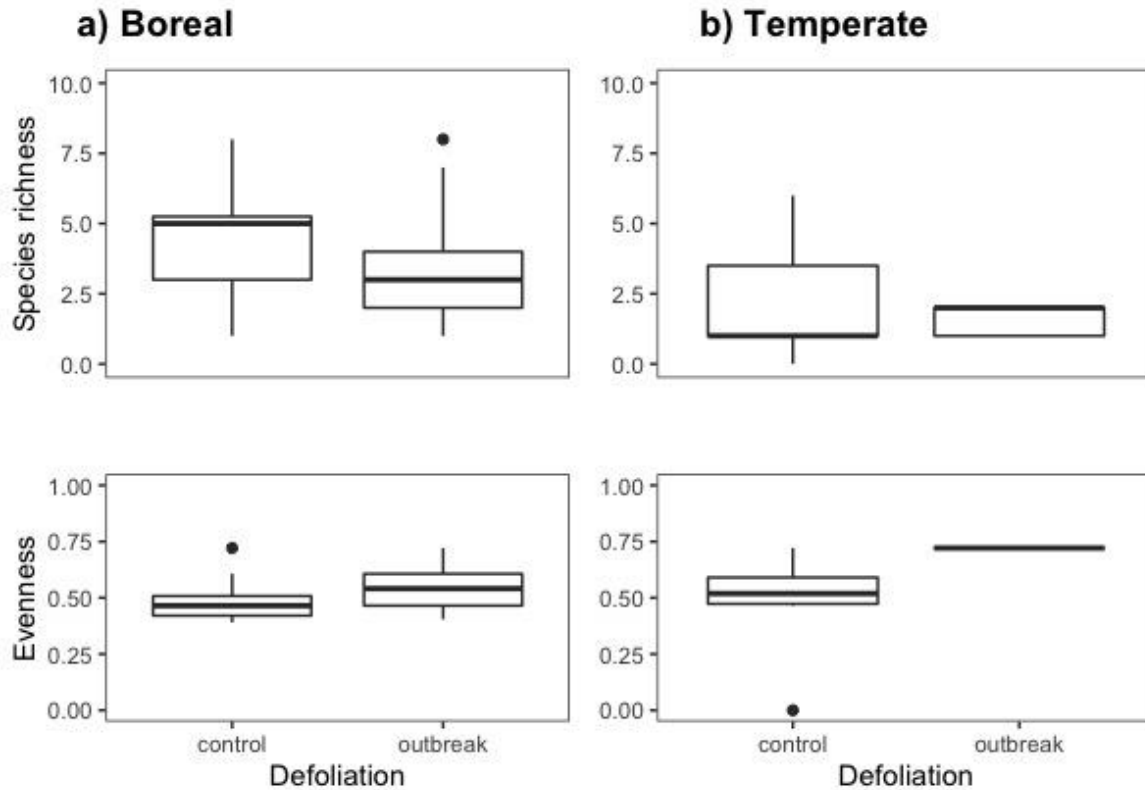 a) Boreal
b) Temperate
Species richness
10.0
7.5
5.0
2.5
0.0
10.0
7.5
5.0
2.5
0.0
Evenness
1.00
0.75
0.50
0.25
0.00
1.00
0.75
0.50
0.25
0.00
control outbreak
control outbreak
Defoliation
Defoliation